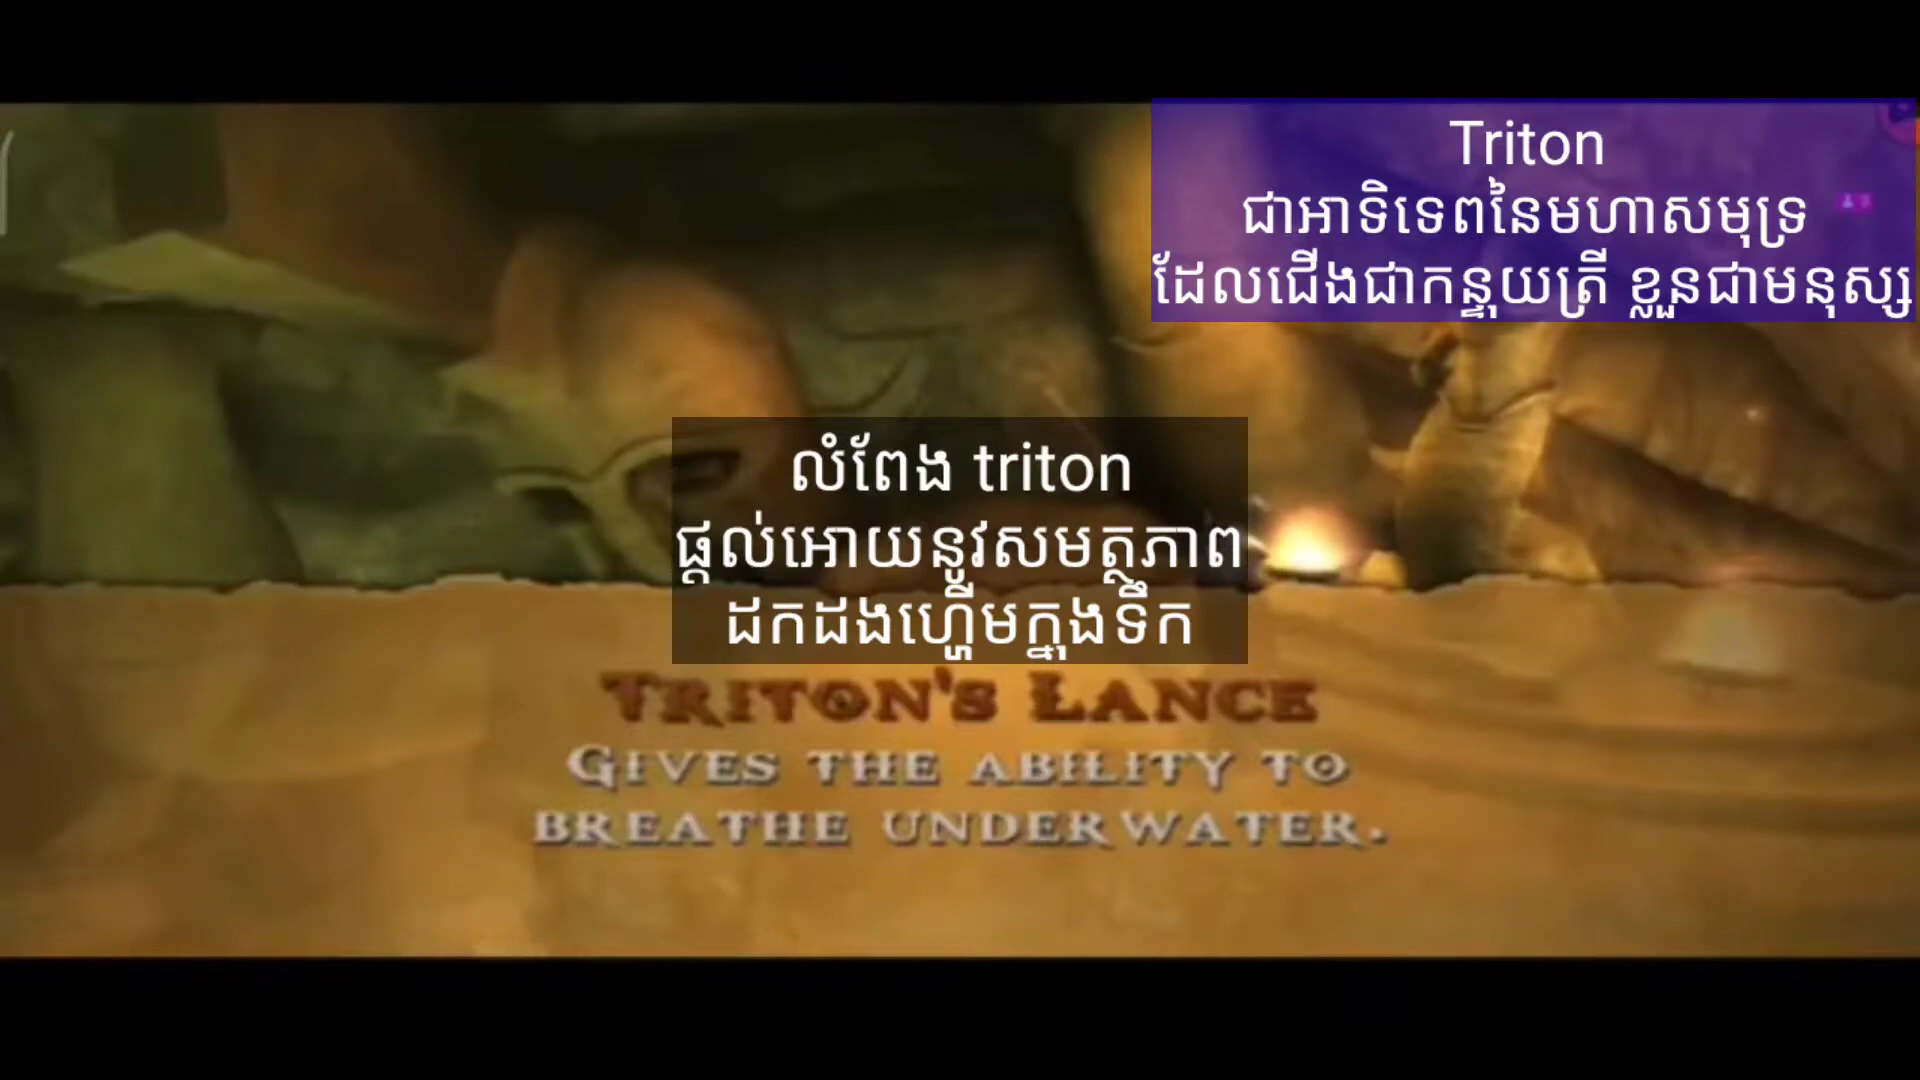 Triton
ជាអាទិទេពនៃមហាសមុទ្រ
ដែលជើងជាកន្ទុយត្រី ខ្លួនជាមនុស្ស
លំពែង triton
ផ្តល់អោយនូវសមត្ថភាព
ដកដងហ្ហើមក្នុងទឹក
TRITON'S LANCE
GIVES THE ABILITY TO
BREATHE UNDERWATER.